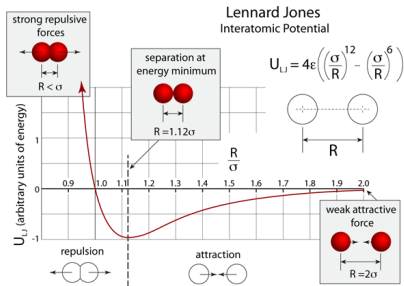 Lennard Jones
Interatomic Potential
strong repulsive
forces
R < σ
separation at
energy minimum
R =1.12σ
U_LJ = 4ε((σ/R)^12 − (σ/R)^6)
R
R/σ
U_LJ (arbitrary units of energy)
1
0
-1
0.9 1.0 1.1 1.2 1.3 1.4 1.5 1.6 1.7 1.8 1.9 2.0
repulsion
attraction
weak attractive
force
R=2σ